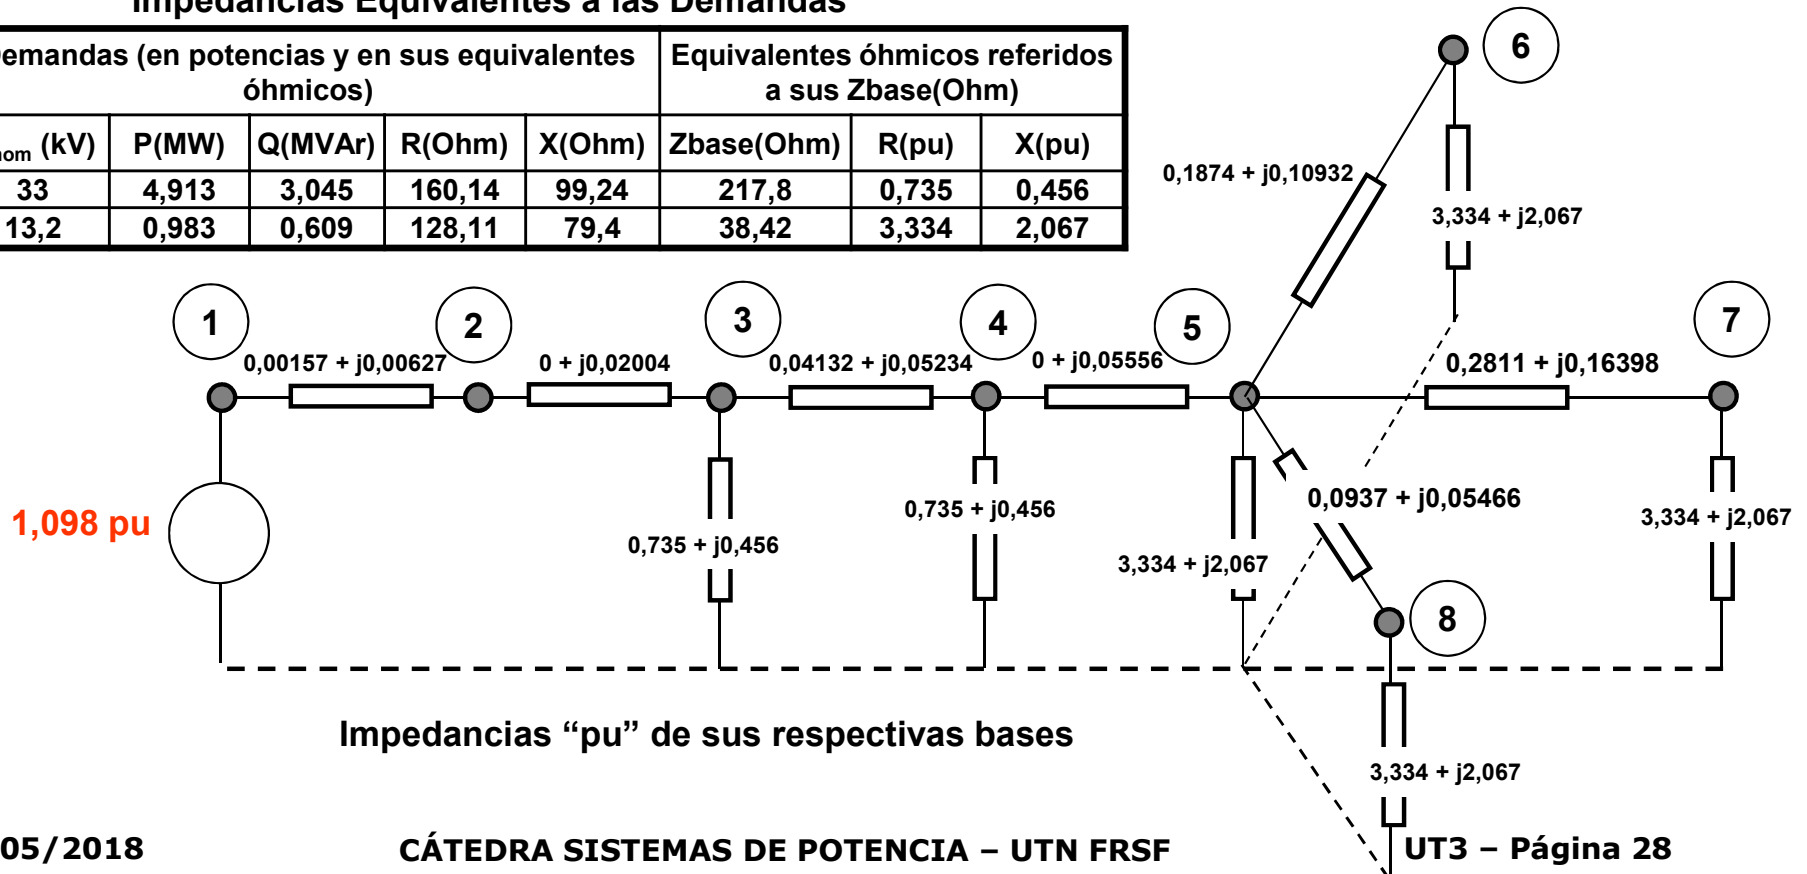 Impedancias Equivalentes a las Demandas
Demandas (en potencias y en sus equivalentes óhmicos)
Equivalentes óhmicos referidos a sus Zbase(Ohm)
nom (kV) P(MW) Q(MVAr) R(Ohm) X(Ohm) Zbase(Ohm) R(pu) X(pu)
33 4,913 3,045 160,14 99,24 217,8 0,735 0,456
13,2 0,983 0,609 128,11 79,4 38,42 3,334 2,067
6
0,1874 + j0,10932
3,334 + j2,067
1
2
3
4
5
7
0,00157 + j0,00627
0 + j0,02004
0,04132 + j0,05234
0 + j0,05556
0,2811 + j0,16398
1,098 pu
0,735 + j0,456
0,735 + j0,456
3,334 + j2,067
0,0937 + j0,05466
3,334 + j2,067
8
3,334 + j2,067
Impedancias “pu” de sus respectivas bases
05/2018
CÁTEDRA SISTEMAS DE POTENCIA – UTN FRSF
UT3 – Página 28